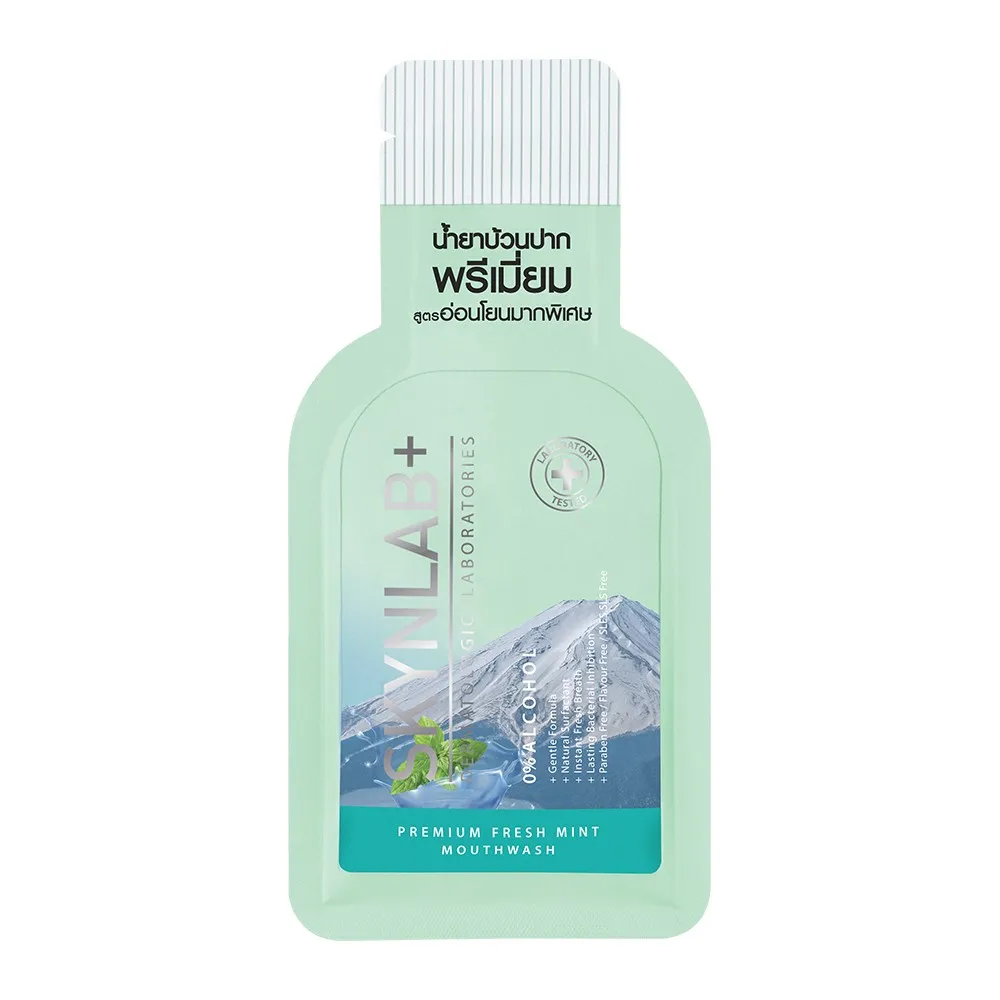 น้ำยาบ้วนปาก
พรีเมี่ยม
สูตรอ่อนโยนมากพิเศษ
SKYNLAB+
LABORATORIES
LABORATORY
TESTED
0% ALCOHOL
+ Gentle Formula
+ Natural Surfactant
+ Instant Fresh Breath
+ Lasting Bacterial Inhibition
+ Paraben Free / Flavour Free / SLES SLS Free
PREMIUM FRESH MINT
MOUTHWASH